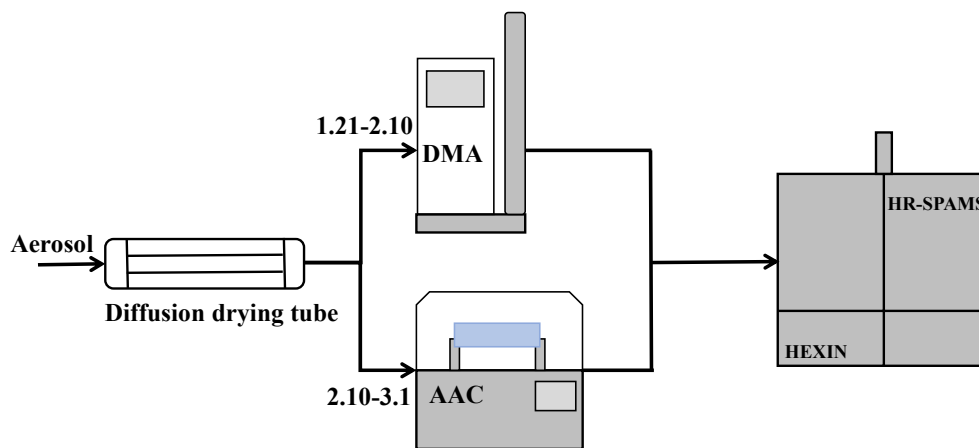 1.21-2.10
DMA
HR-SPAMS
Aerosol
Diffusion drying tube
HEXIN
2.10-3.1
AAC